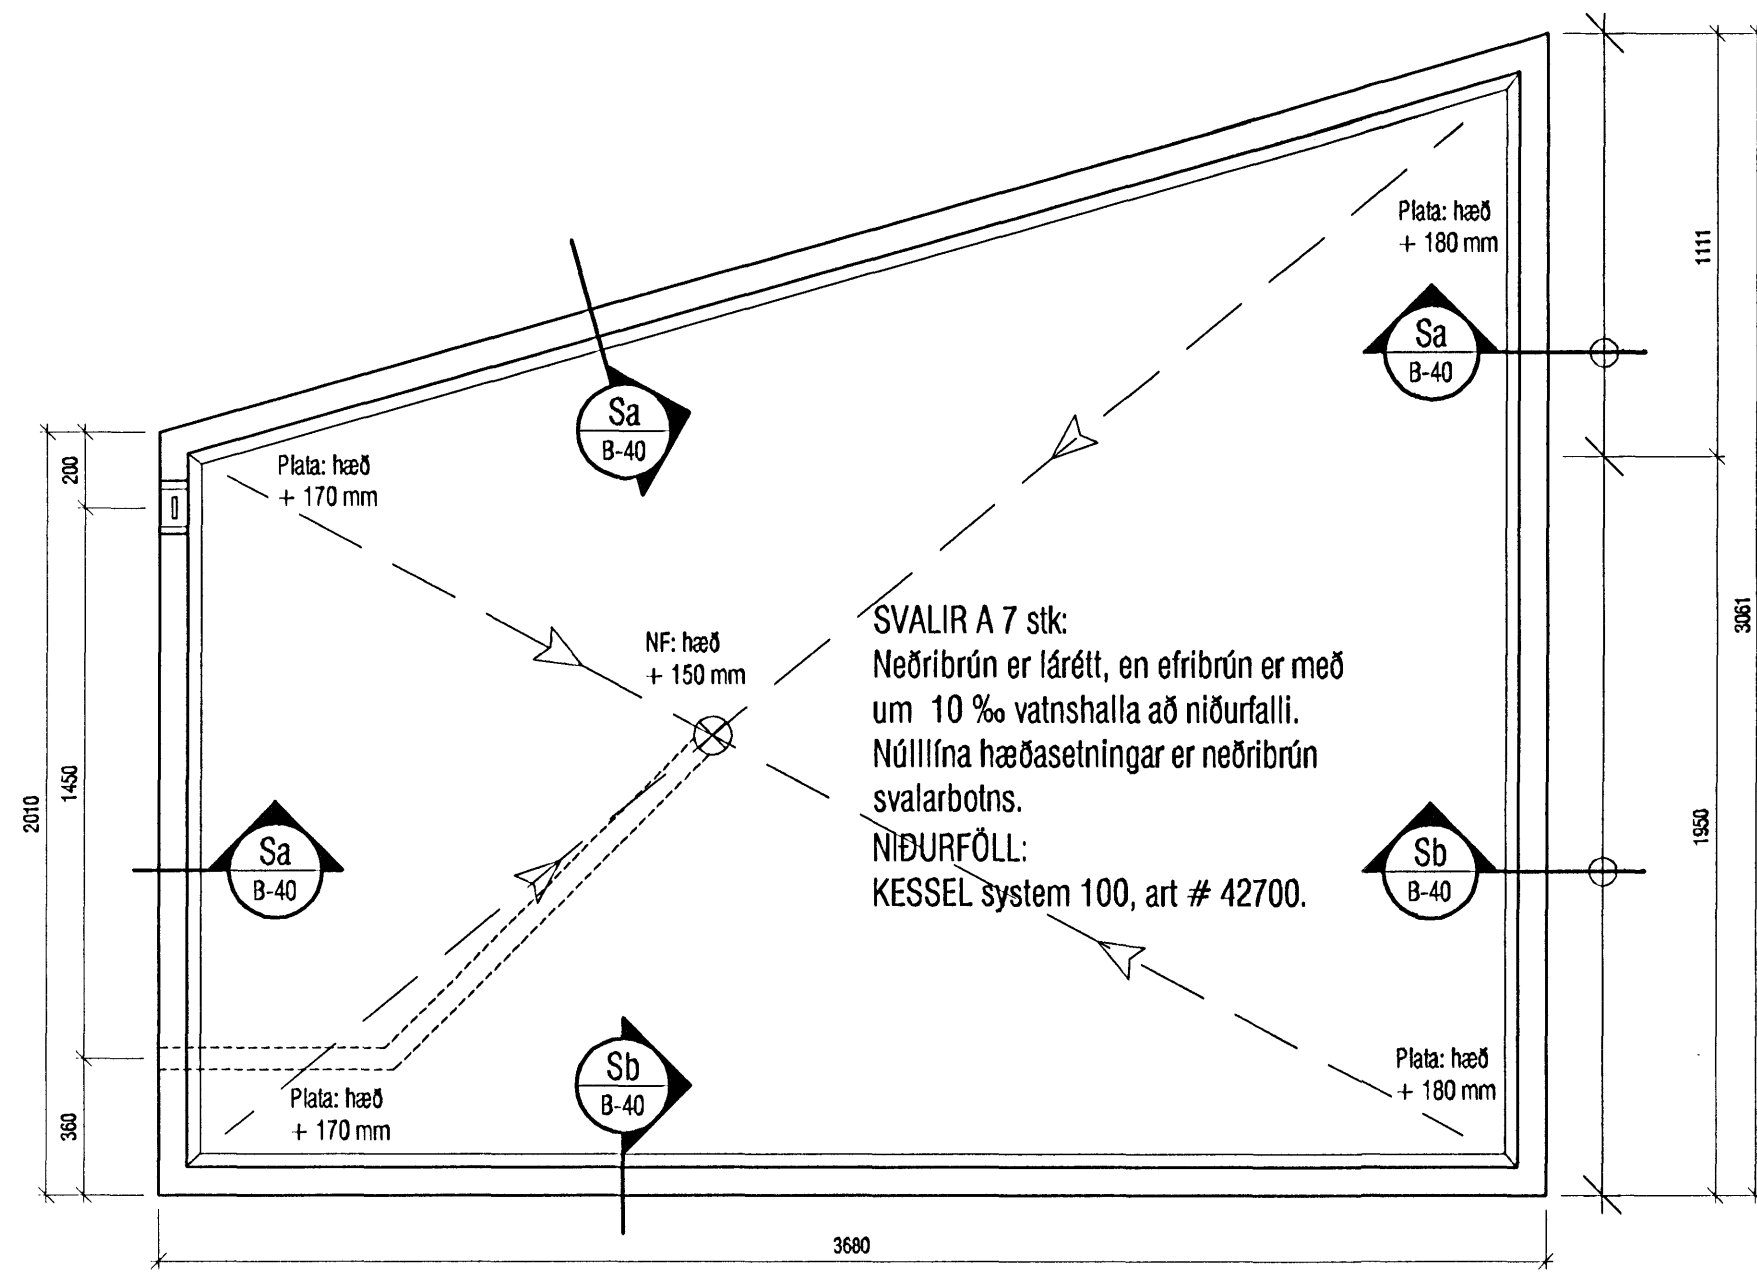 Plata: hæð
+ 180 mm
1111
Sa
B-40
Sa
B-40
200
Plata: hæð
+ 170 mm
3061
SVALIR A 7 stk:
Neðribrún er lárétt, en efribrún er með
um 10 ‰ vatnshalla að niðurfalli.
Núlllína hæðasetningar er neðribrún
svalarbotns.
NIÐURFÖLL:
KESSEL system 100, art # 42700.
NF: hæð
+ 150 mm
2010
1450
1950
Sa
B-40
Sb
B-40
Sb
B-40
Plata: hæð
+ 180 mm
360
Plata: hæð
+ 170 mm
3680